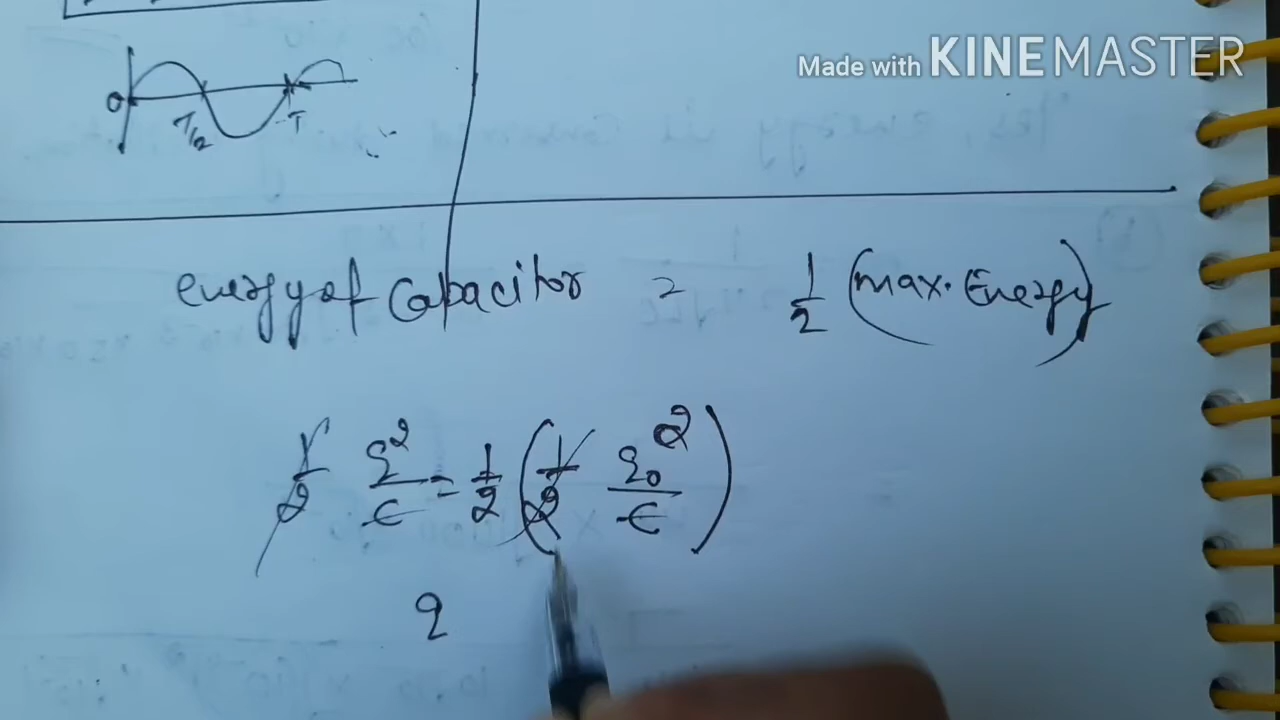 Made with KINEMASTER
0 T/2 T
energy of Capacitor = 1/2 (max. Energy)
1/2 q²/C = 1/2 (1/2 q₀²/C)
q